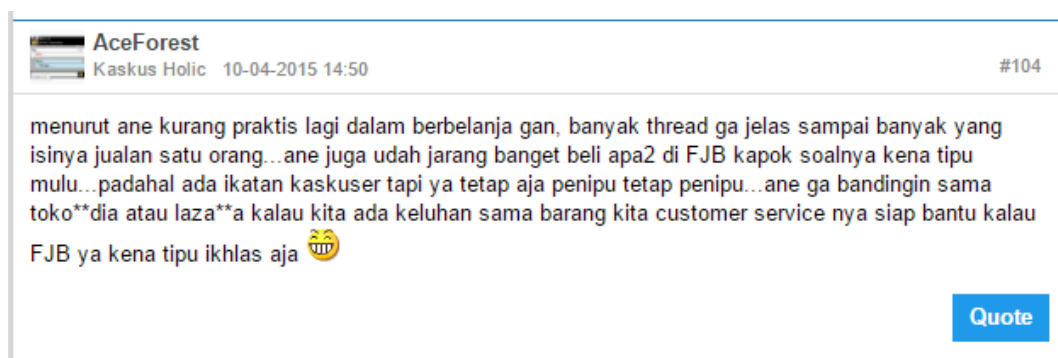 AceForest
Kaskus Holic 10-04-2015 14:50 #104
menurut ane kurang praktis lagi dalam berbelanja gan, banyak thread ga jelas sampai banyak yang
isinya jualan satu orang...ane juga udah jarang banget beli apa2 di FJB kapok soalnya kena tipu
mulu...padahal ada ikatan kaskuser tapi ya tetap aja penipu tetap penipu...ane ga bandingin sama
toko**dia atau laza**a kalau kita ada keluhan sama barang kita customer service nya siap bantu kalau
FJB ya kena tipu ikhlas aja
Quote